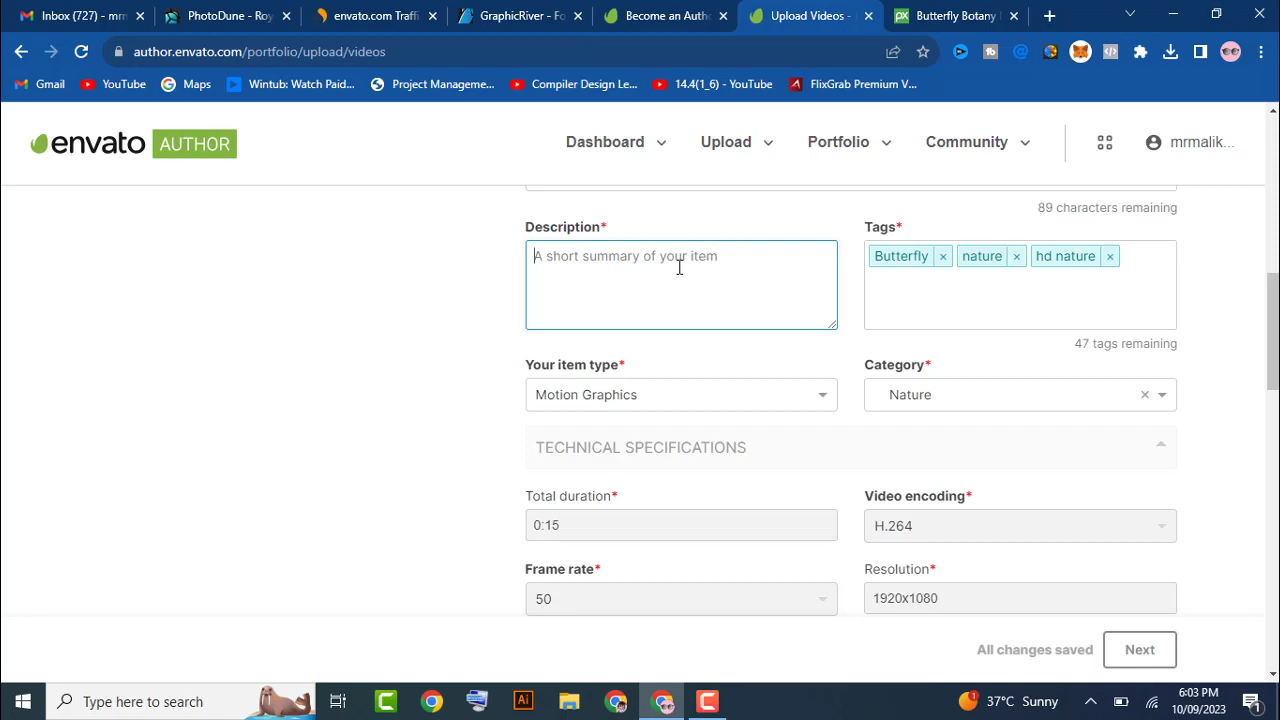 Inbox (727) - mm
PhotoDune - Roy
envato.com Traffi
GraphicRiver - Fo
Become an Autho
Upload Videos -
Butterfly Botany
author.envato.com/portfolio/upload/videos
Gmail
YouTube
Maps
Wintub: Watch Paid...
Project Manageme...
Compiler Design Le...
14.4(1_6) - YouTube
FlixGrab Premium V...
envato AUTHOR
Dashboard
Upload
Portfolio
Community
mrmalik...
89 characters remaining
Description*
Tags*
A short summary of your item
Butterfly × nature × hd nature ×
47 tags remaining
Your item type*
Category*
Motion Graphics
Nature
TECHNICAL SPECIFICATIONS
Total duration*
Video encoding*
0:15
H.264
Frame rate*
Resolution*
50
1920x1080
All changes saved
Next
Type here to search
37°C Sunny
6:03 PM
10/09/2023